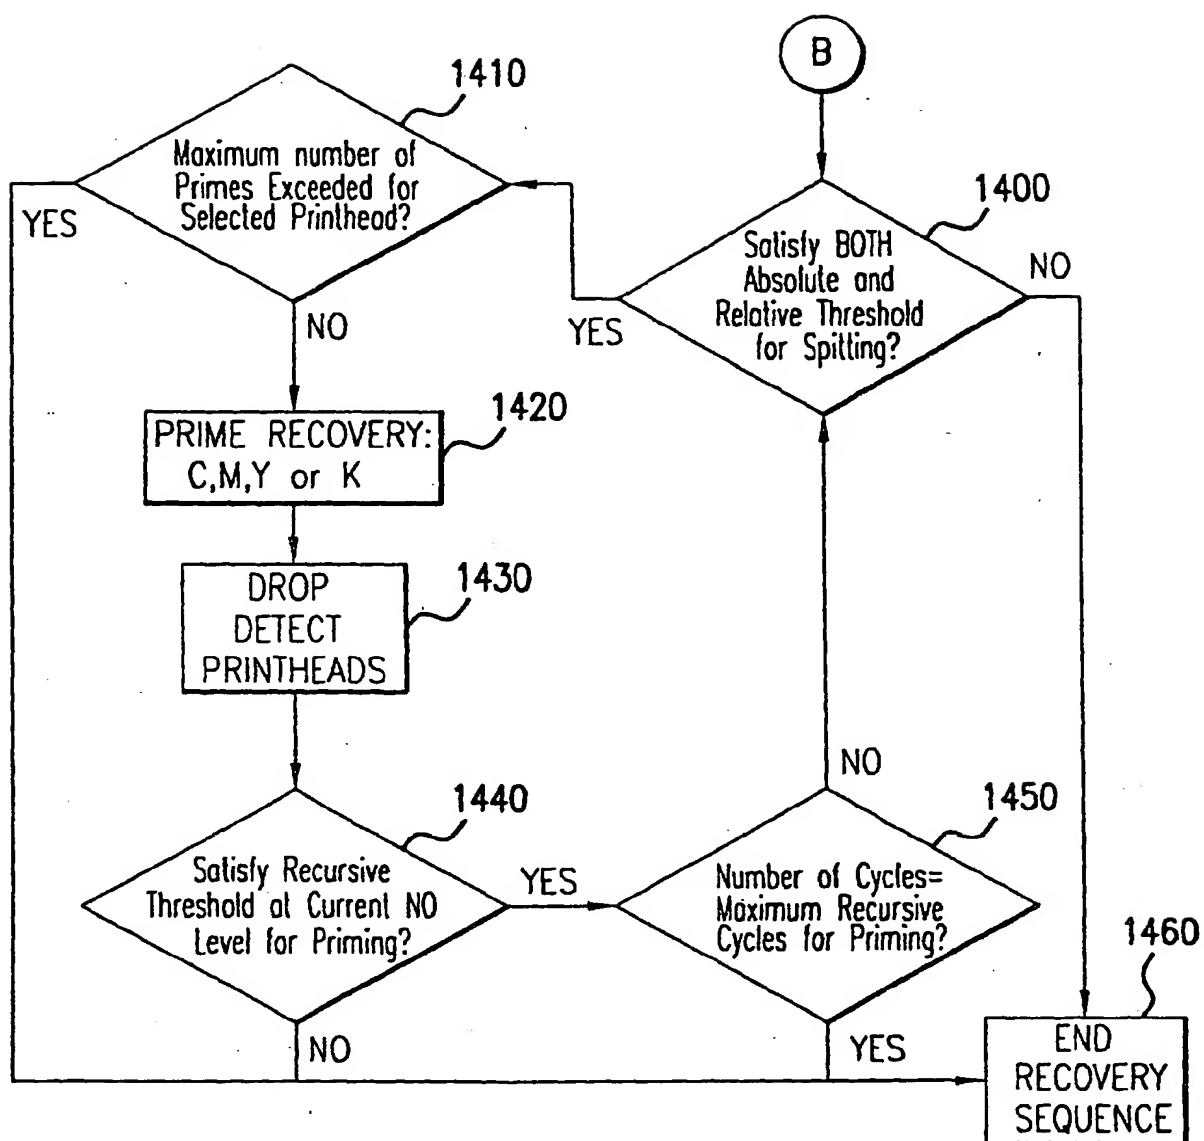 B
1410
Maximum number of
Primes Exceeded for
Selected Printhead?
YES
NO
1400
Satisfy BOTH
Absolute and
Relative Threshold
for Spitting?
NO
YES
1420
PRIME RECOVERY:
C,M,Y or K
1430
DROP
DETECT
PRINTHEADS
1440
Satisfy Recursive
Threshold at Current NO
Level for Priming?
YES
NO
1450
Number of Cycles=
Maximum Recursive
Cycles for Priming?
NO
YES
1460
END
RECOVERY
SEQUENCE